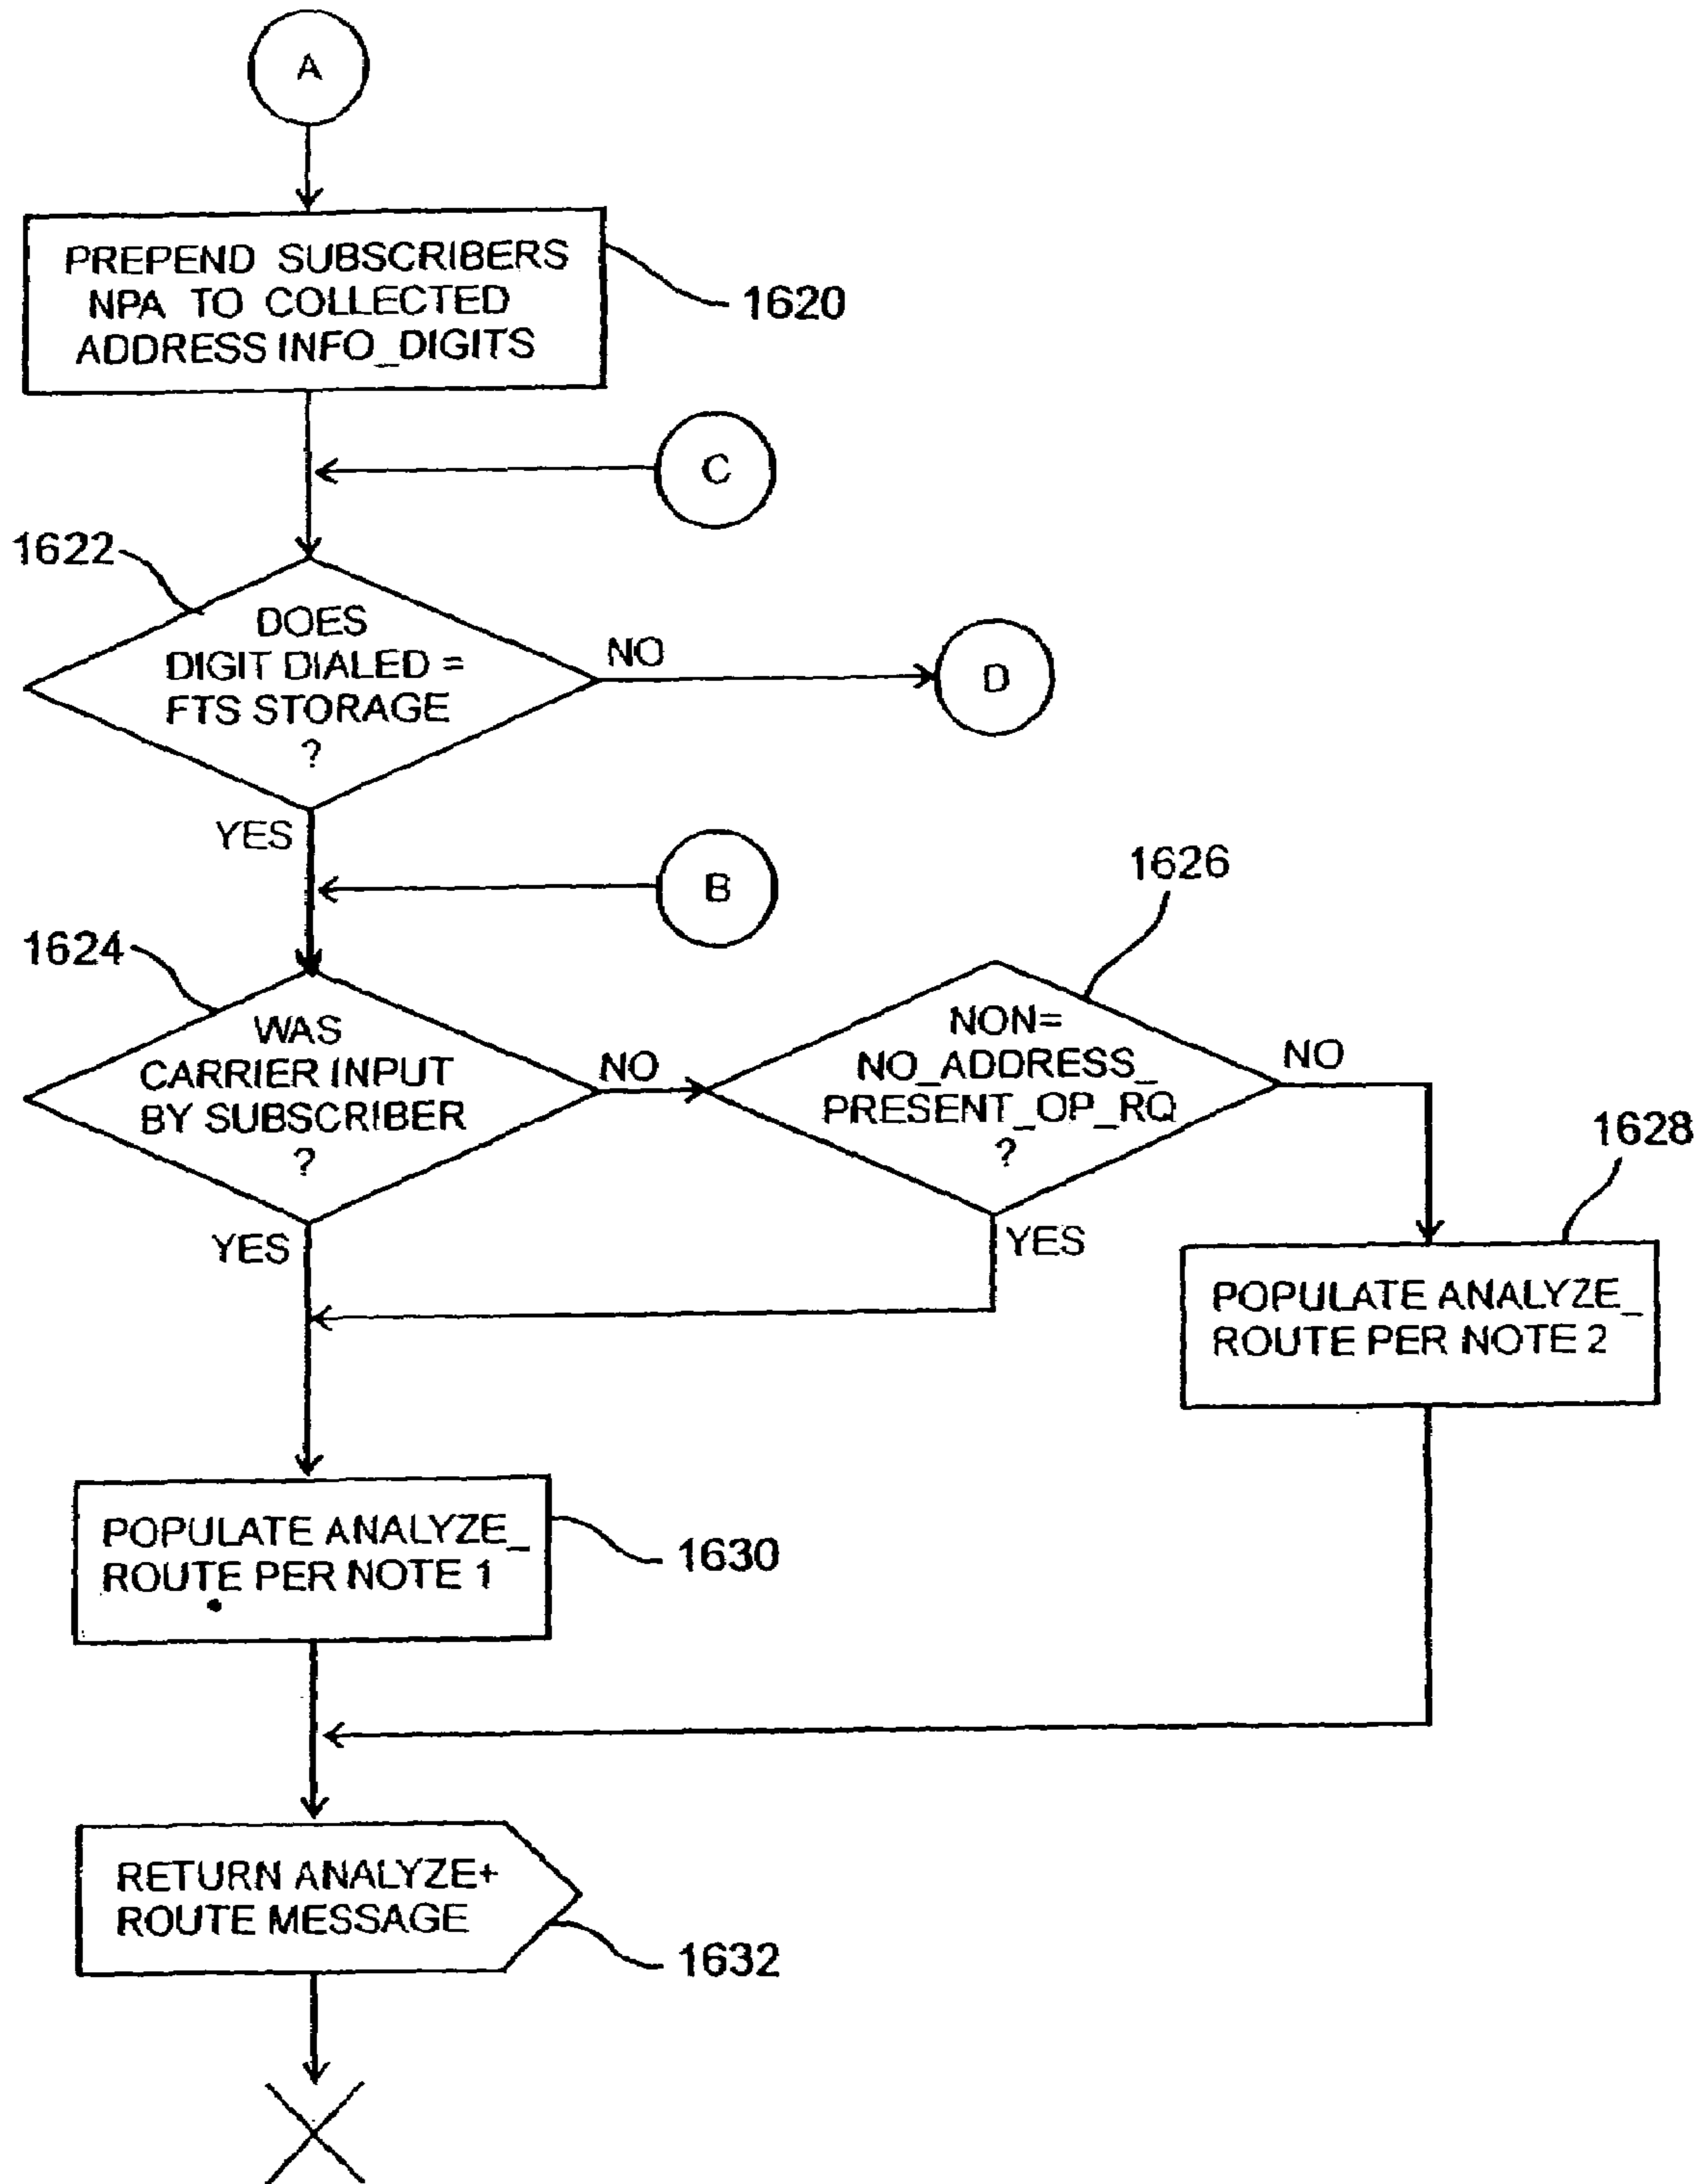 A
PREPEND SUBSCRIBERS
NPA TO COLLECTED
ADDRESS INFO_DIGITS
1620
C
1622
DOES
DIGIT DIALED =
FTS STORAGE
?
NO
D
YES
B
1626
1624
WAS
CARRIER INPUT
BY SUBSCRIBER
?
NO
NON=
NO_ADDRESS_
PRESENT_OP_RQ
?
NO
1628
YES
YES
POPULATE ANALYZE_
ROUTE PER NOTE 2
POPULATE ANALYZE_
ROUTE PER NOTE 1
1630
RETURN ANALYZE+
ROUTE MESSAGE
1632